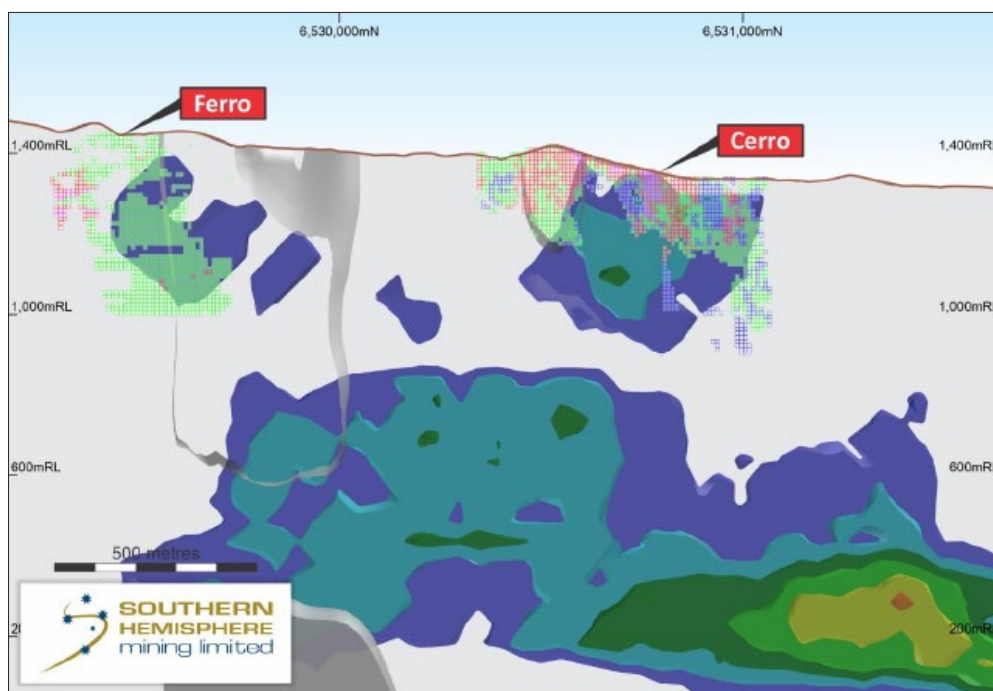 6,530,000mN
6,531,000mN
Ferro
Cerro
1,400mRL
1,400mRL
1,000mRL
1,000mRL
600mRL
600mRL
500 metres
SOUTHERN
HEMISPHERE
mining limited
200mRL